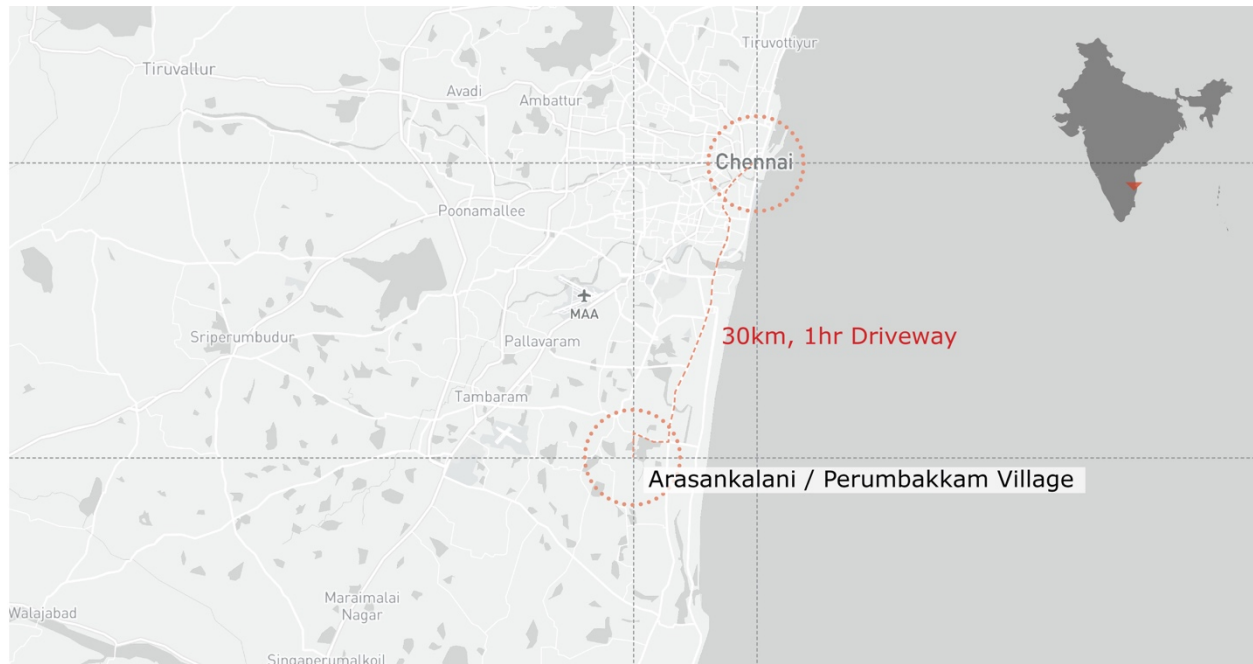 Tiruvottiyur
Tiruvallur
Avadi
Ambattur
Chennai
Poonamallee
MAA
Sriperumbudur
Pallavaram
30km, 1hr Driveway
Tambaram
Arasankalani / Perumbakkam Village
Maraimalai
Nagar
Walajabad
Singaperumalkoil